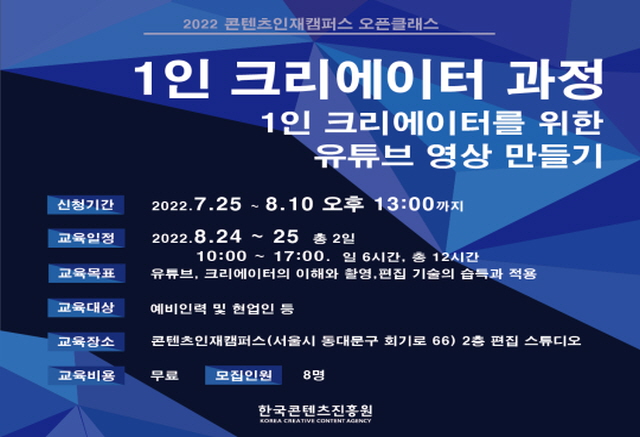 2022 콘텐츠인재캠퍼스 오픈클래스
1인 크리에이터 과정
1인 크리에이터를 위한
유튜브 영상 만들기
신청기간 2022.7.25 ~ 8.10 오후 13:00까지
교육일정 2022.8.24 ~ 25 총 2일
10:00 ~ 17:00. 일 6시간, 총 12시간
교육목표 유튜브, 크리에이터의 이해와 촬영,편집 기술의 습득과 적용
교육대상 예비인력 및 현업인 등
교육장소 콘텐츠인재캠퍼스(서울시 동대문구 회기로 66) 2층 편집 스튜디오
교육비용 무료 모집인원 8명
한국콘텐츠진흥원
KOREA CREATIVE CONTENT AGENCY